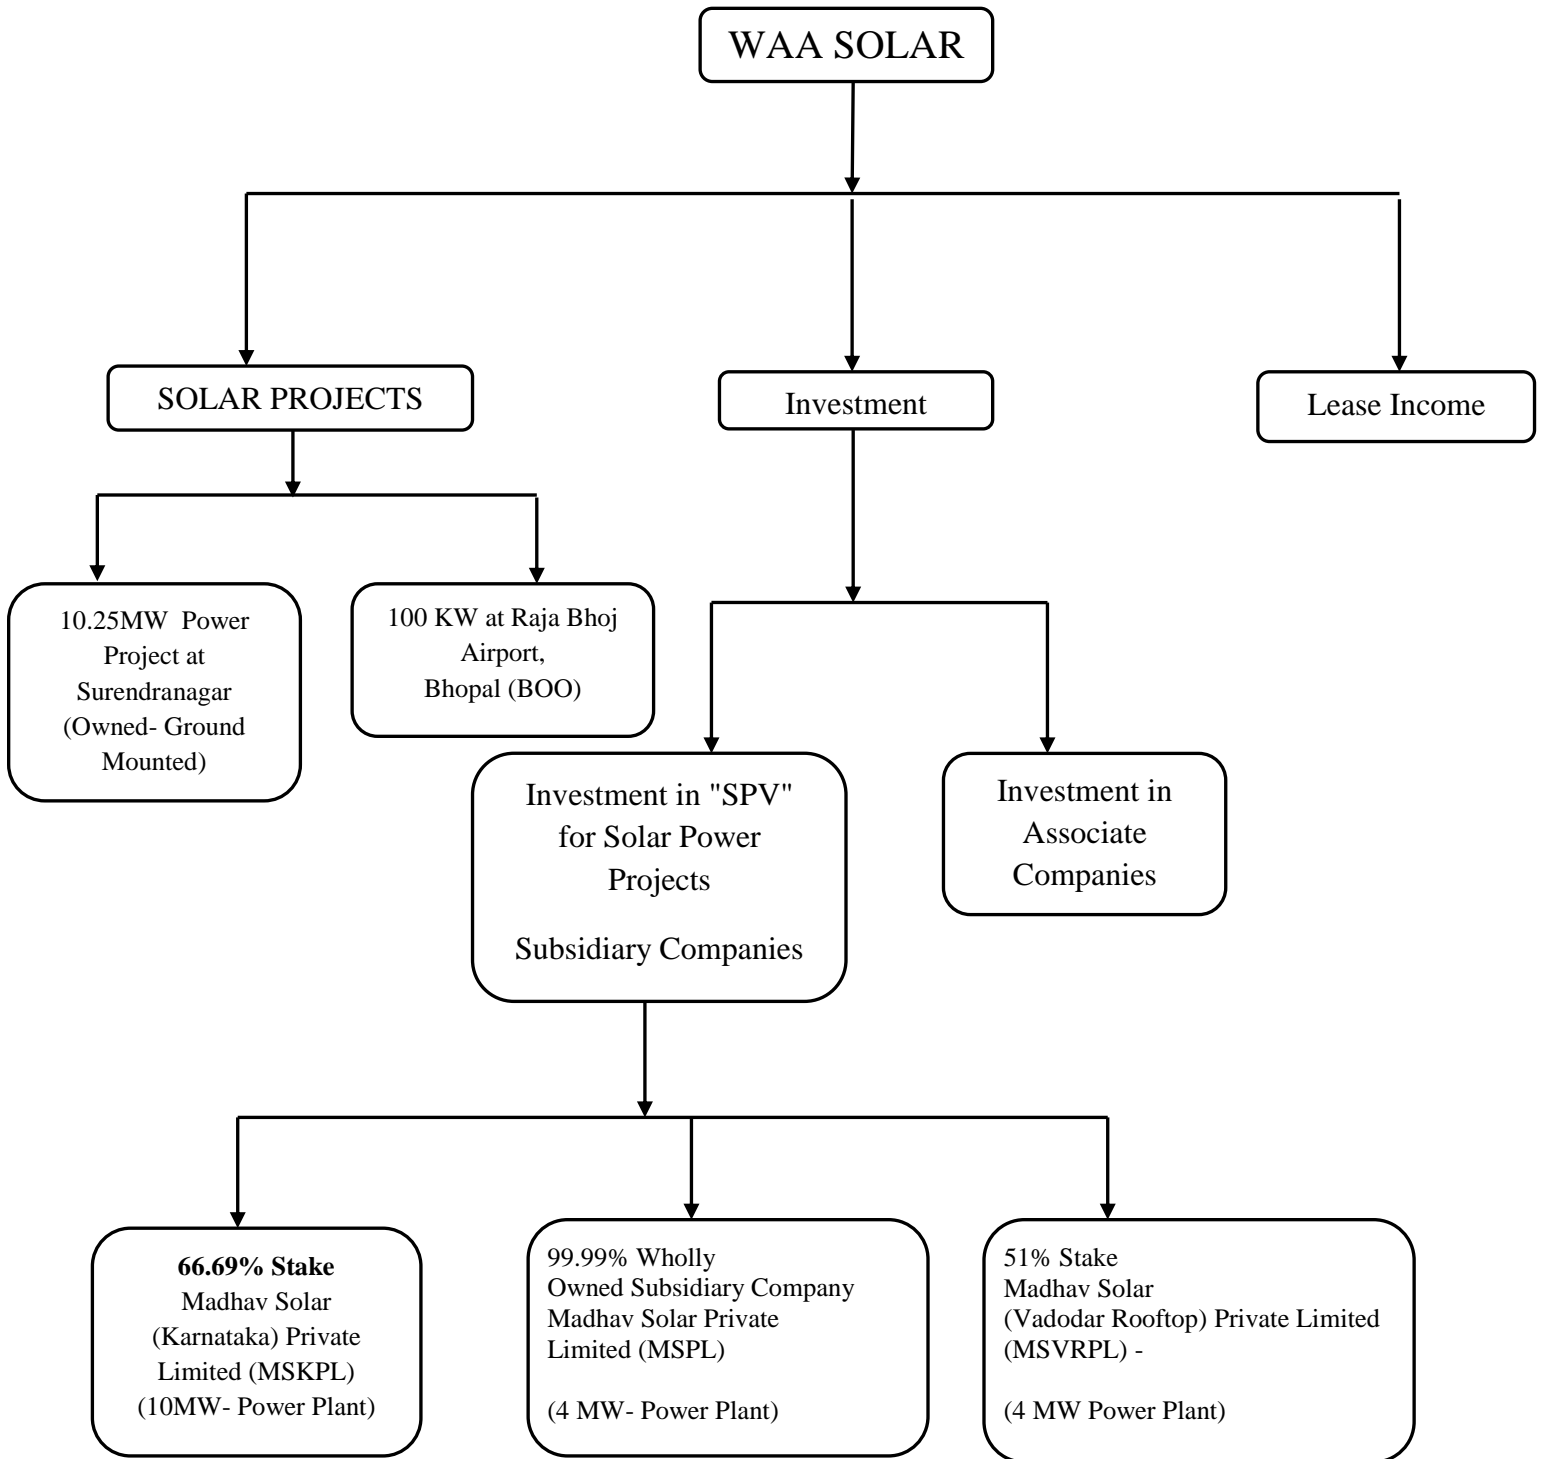 WAA SOLAR
SOLAR PROJECTS
Investment
Lease Income
10.25MW Power
Project at
Surendranagar
(Owned- Ground
Mounted)
100 KW at Raja Bhoj
Airport,
Bhopal (BOO)
Investment in "SPV"
for Solar Power
Projects
Subsidiary Companies
Investment in
Associate
Companies
66.69% Stake
Madhav Solar
(Karnataka) Private
Limited (MSKPL)
(10MW- Power Plant)
99.99% Wholly
Owned Subsidiary Company
Madhav Solar Private
Limited (MSPL)
(4 MW- Power Plant)
51% Stake
Madhav Solar
(Vadodar Rooftop) Private Limited
(MSVRPL) -
(4 MW Power Plant)